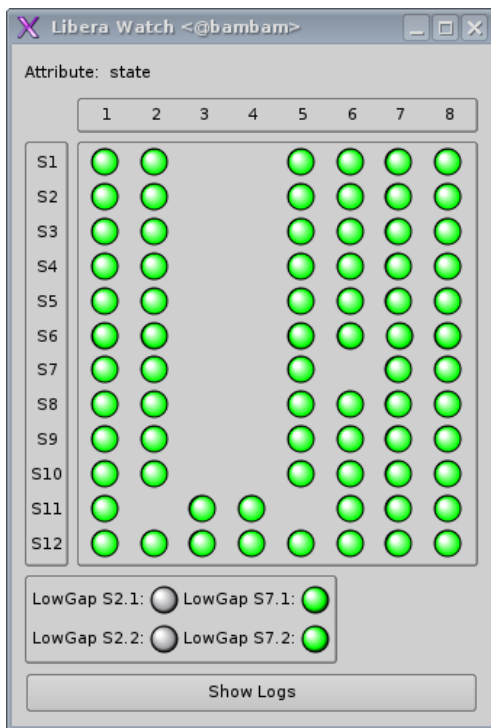 Libera Watch <@bambam>
Attribute: state
1 2 3 4 5 6 7 8
S1
S2
S3
S4
S5
S6
S7
S8
S9
S10
S11
S12
LowGap S2.1: LowGap S7.1:
LowGap S2.2: LowGap S7.2:
Show Logs